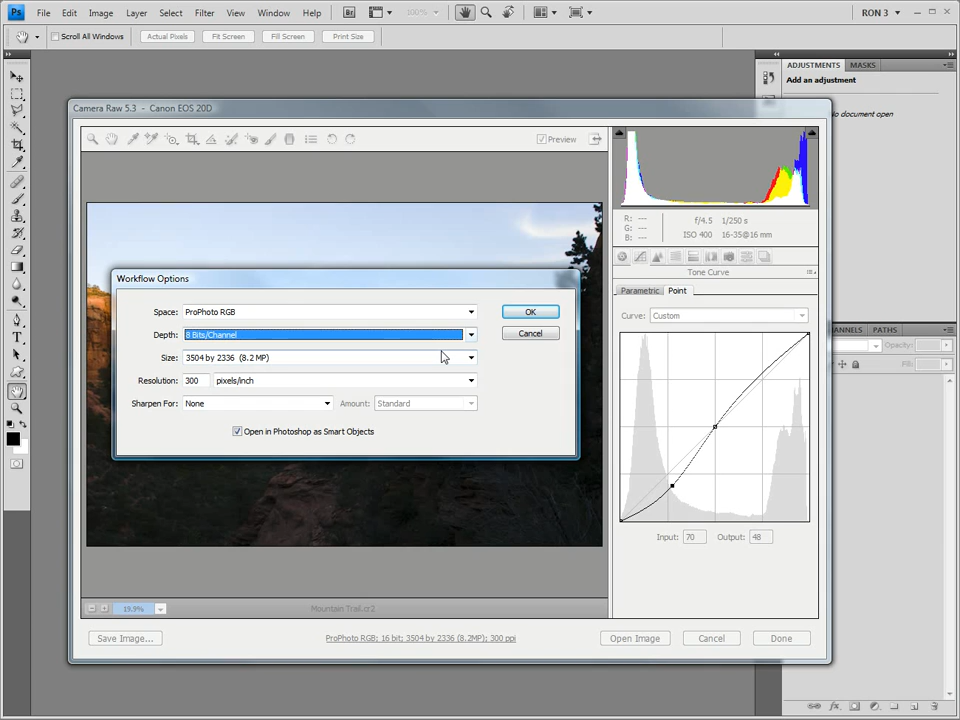 Ps File Edit Image Layer Select Filter View Window Help Br 100% RON 3
Scroll All Windows Actual Pixels Fit Screen Fill Screen Print Size
ADJUSTMENTS MASKS
Add an adjustment
No document open
Camera Raw 5.3 - Canon EOS 20D
Preview
R: ---
G: ---
B: ---
f/4.5 1/250 s
ISO 400 16-35@16 mm
Tone Curve
Parametric Point
Curve: Custom
Input: 70 Output: 48
Workflow Options
Space: ProPhoto RGB
Depth: 8 Bits/Channel
Size: 3504 by 2336 (8.2 MP)
Resolution: 300 pixels/inch
Sharpen For: None Amount: Standard
Open in Photoshop as Smart Objects
OK
Cancel
19.9% Mountain Trail.cr2
Save Image... ProPhoto RGB; 16 bit; 3504 by 2336 (8.2MP); 300 ppi Open Image Cancel Done
PATHS
Opacity:
Fill: